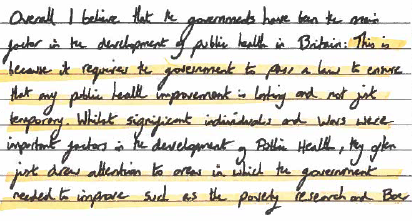 Overall I believe that the governments have been the main
factor in the development of public health in Britain. This is
because it requires the government to pass a law to ensure
that any public health improvement is lasting and not just
temporary. Whilst significant individuals and wars were
important factors in the development of Public Health, they often
just drew attention to areas in which the government
needed to improve such as the poverty research and Boer